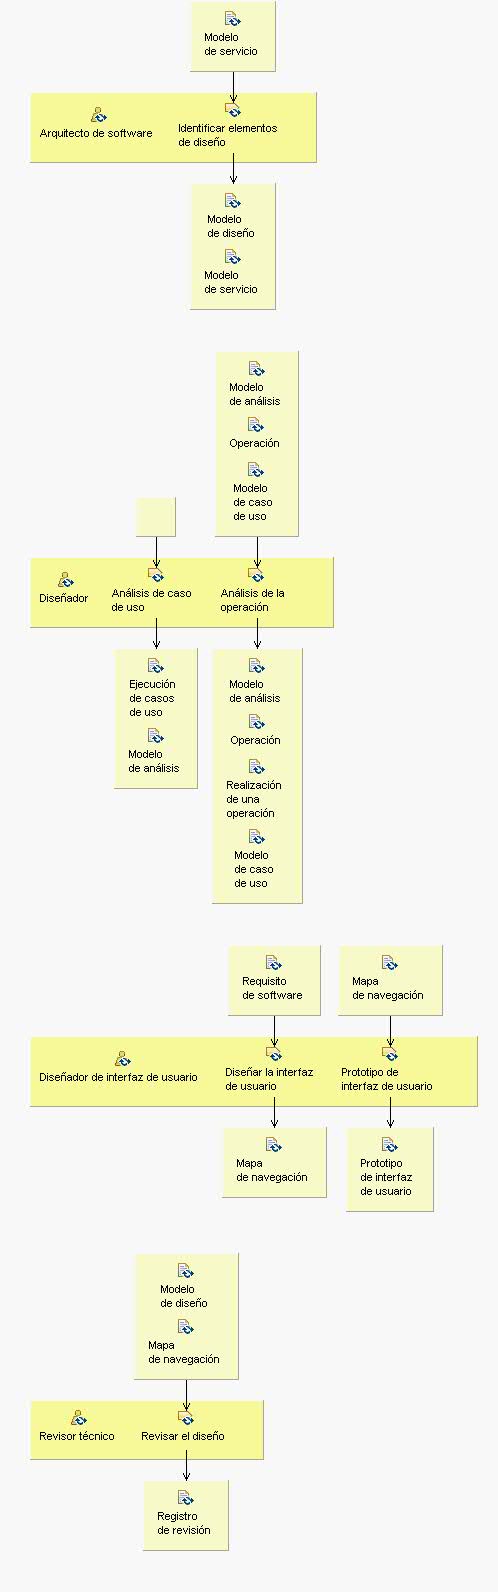 Modelo
de servicio
Arquitecto de software
Identificar elementos
de diseño
Modelo
de diseño
Modelo
de servicio
Modelo
de análisis
Operación
Modelo
de caso
de uso
Diseñador
Análisis de caso
de uso
Análisis de la
operación
Ejecución
de casos
de uso
Modelo
de análisis
Modelo
de análisis
Operación
Realización
de una
operación
Modelo
de caso
de uso
Requisito
de software
Mapa
de navegación
Diseñador de interfaz de usuario
Diseñar la interfaz
de usuario
Prototipo de
interfaz de usuario
Mapa
de navegación
Prototipo
de interfaz
de usuario
Modelo
de diseño
Mapa
de navegación
Revisor técnico
Revisar el diseño
Registro
de revisión